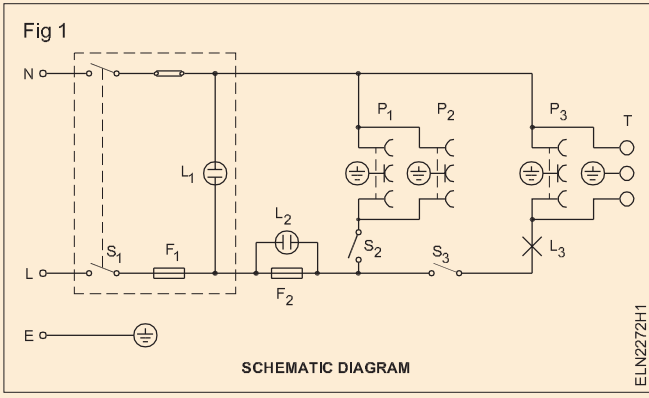 Fig 1
N
P1 P2 P3
T
L1
L2
S1 F1 S2 S3 L3
L
F2
E
SCHEMATIC DIAGRAM
ELN2272H1